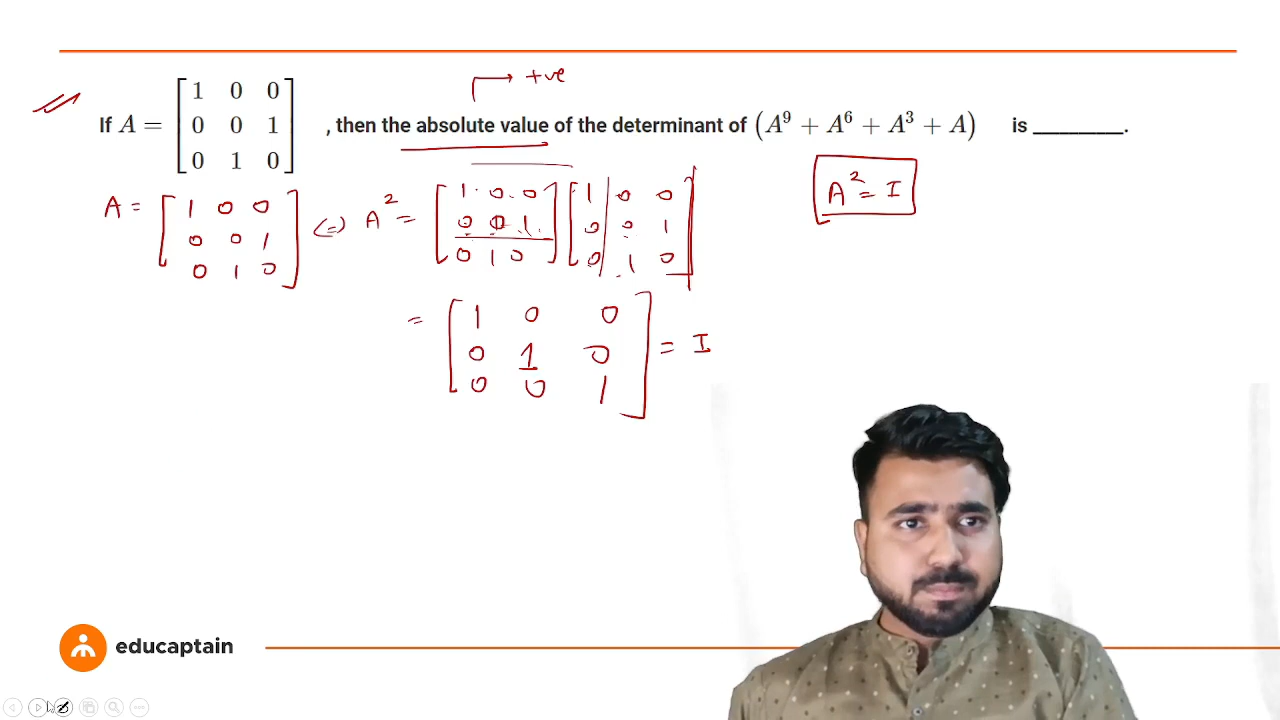 → +ve
If A = [1 0 0
0 0 1
0 1 0] , then the absolute value of the determinant of (A⁹ + A⁶ + A³ + A) is ________.
A² = I
A = [1 0 0
0 0 1
0 1 0] ⇔ A² = [1 0 0
0 0 1
0 1 0] [1 0 0
0 0 1
0 1 0]
= [1 0 0
0 1 0
0 0 1] = I
educaptain